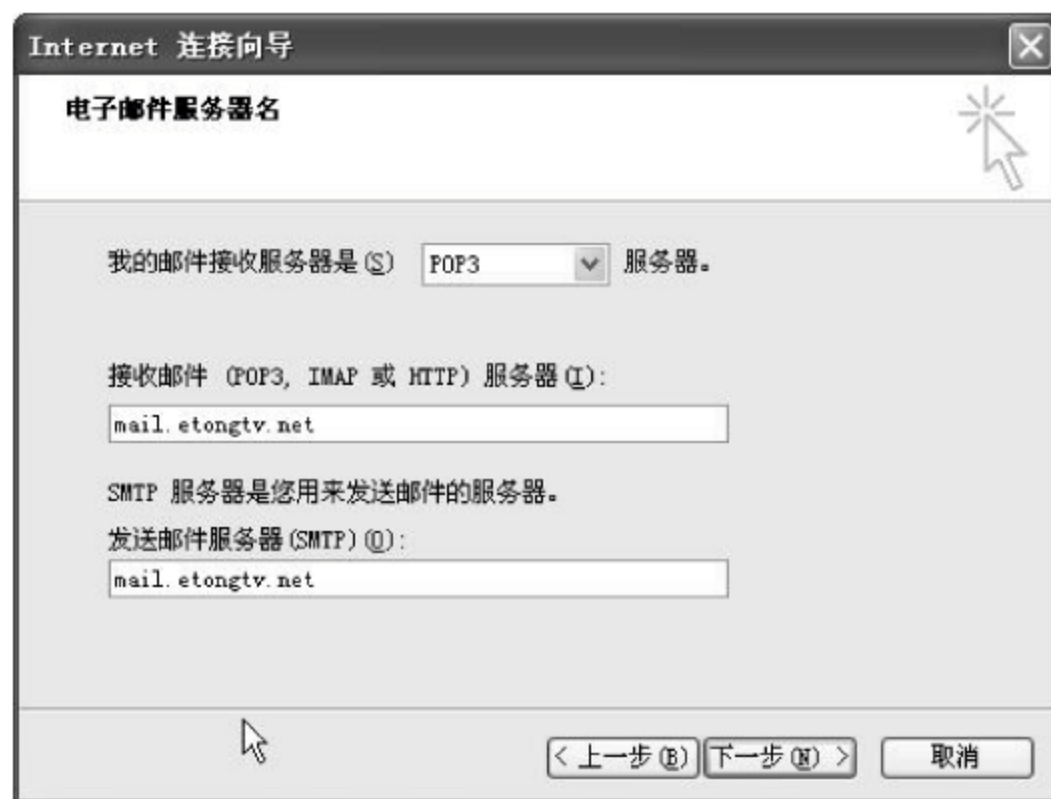 Internet 连接向导
电子邮件服务器名
我的邮件接收服务器是(S) POP3 服务器。
接收邮件 (POP3, IMAP 或 HTTP) 服务器(I):
mail.etongtv.net
SMTP 服务器是您用来发送邮件的服务器。
发送邮件服务器(SMTP)(O):
mail.etongtv.net
< 上一步(B) 下一步(N) > 取消